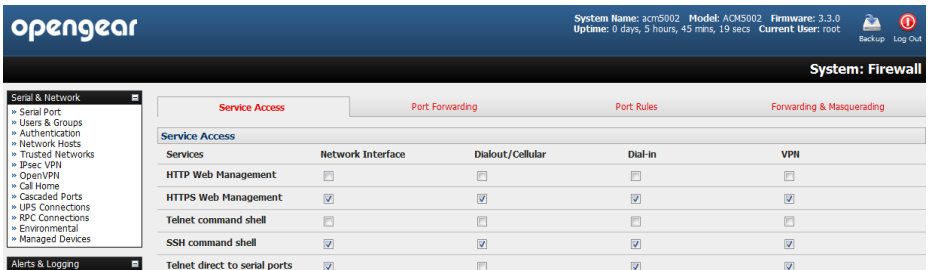 opengear
System Name: acm5002 Model: ACM5002 Firmware: 3.3.0
Uptime: 0 days, 5 hours, 45 mins, 19 secs Current User: root
Backup Log Out
System: Firewall
Serial & Network
» Serial Port
» Users & Groups
» Authentication
» Network Hosts
» Trusted Networks
» IPsec VPN
» OpenVPN
» Call Home
» Cascaded Ports
» UPS Connections
» RPC Connections
» Environmental
» Managed Devices
Alerts & Logging
Service Access Port Forwarding Port Rules Forwarding & Masquerading
Service Access
Services Network Interface Dialout/Cellular Dial-in VPN
HTTP Web Management
HTTPS Web Management
Telnet command shell
SSH command shell
Telnet direct to serial ports